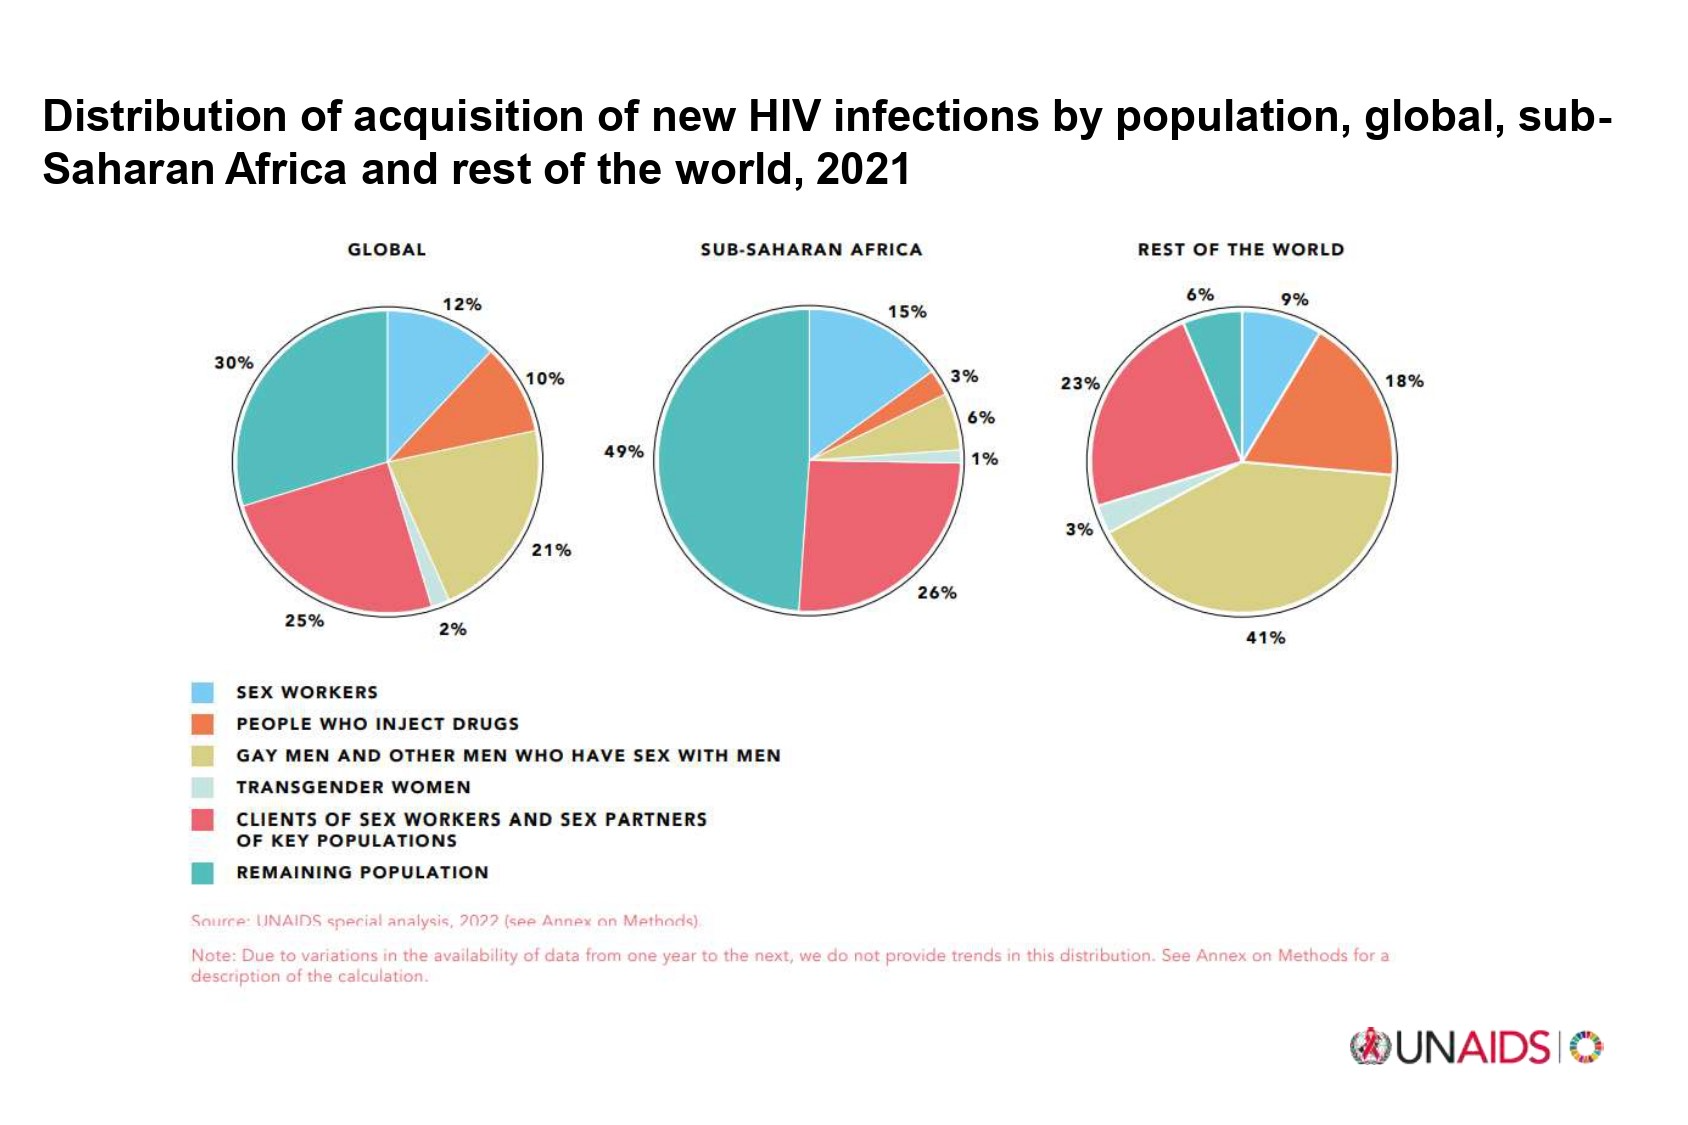 Distribution of acquisition of new HIV infections by population, global, sub-
Saharan Africa and rest of the world, 2021
GLOBAL
12%
30%
10%
21%
25%
2%
SUB-SAHARAN AFRICA
15%
3%
6%
49%
1%
26%
REST OF THE WORLD
6%
9%
23%
18%
3%
41%
SEX WORKERS
PEOPLE WHO INJECT DRUGS
GAY MEN AND OTHER MEN WHO HAVE SEX WITH MEN
TRANSGENDER WOMEN
CLIENTS OF SEX WORKERS AND SEX PARTNERS
OF KEY POPULATIONS
REMAINING POPULATION
Source: UNAIDS special analysis, 2022 (see Annex on Methods).
Note: Due to variations in the availability of data from one year to the next, we do not provide trends in this distribution. See Annex on Methods for a
description of the calculation.
UNAIDS